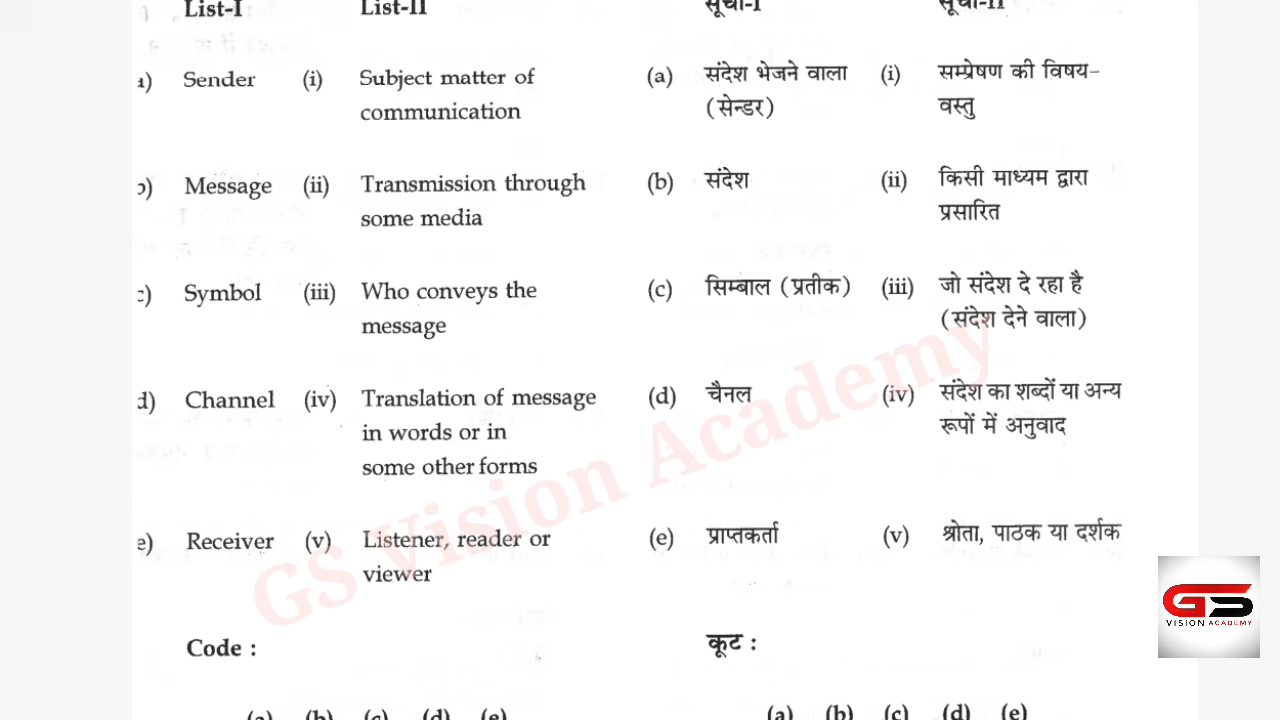 List-I List-II
a) Sender (i) Subject matter of
communication
b) Message (ii) Transmission through
some media
c) Symbol (iii) Who conveys the
message
d) Channel (iv) Translation of message
in words or in
some other forms
e) Receiver (v) Listener, reader or
viewer
Code :
(a) (b) (c) (d) (e)
सूची-I सूची-II
(a) संदेश भेजने वाला (i) सम्प्रेषण की विषय-
(सेन्डर) वस्तु
(b) संदेश (ii) किसी माध्यम द्वारा
प्रसारित
(c) सिम्बाल (प्रतीक) (iii) जो संदेश दे रहा है
(संदेश देने वाला)
(d) चैनल (iv) संदेश का शब्दों या अन्य
रूपों में अनुवाद
(e) प्राप्तकर्ता (v) श्रोता, पाठक या दर्शक
कूट :
(a) (b) (c) (d) (e)
GS Vision Academy
GS
VISION ACADEMY